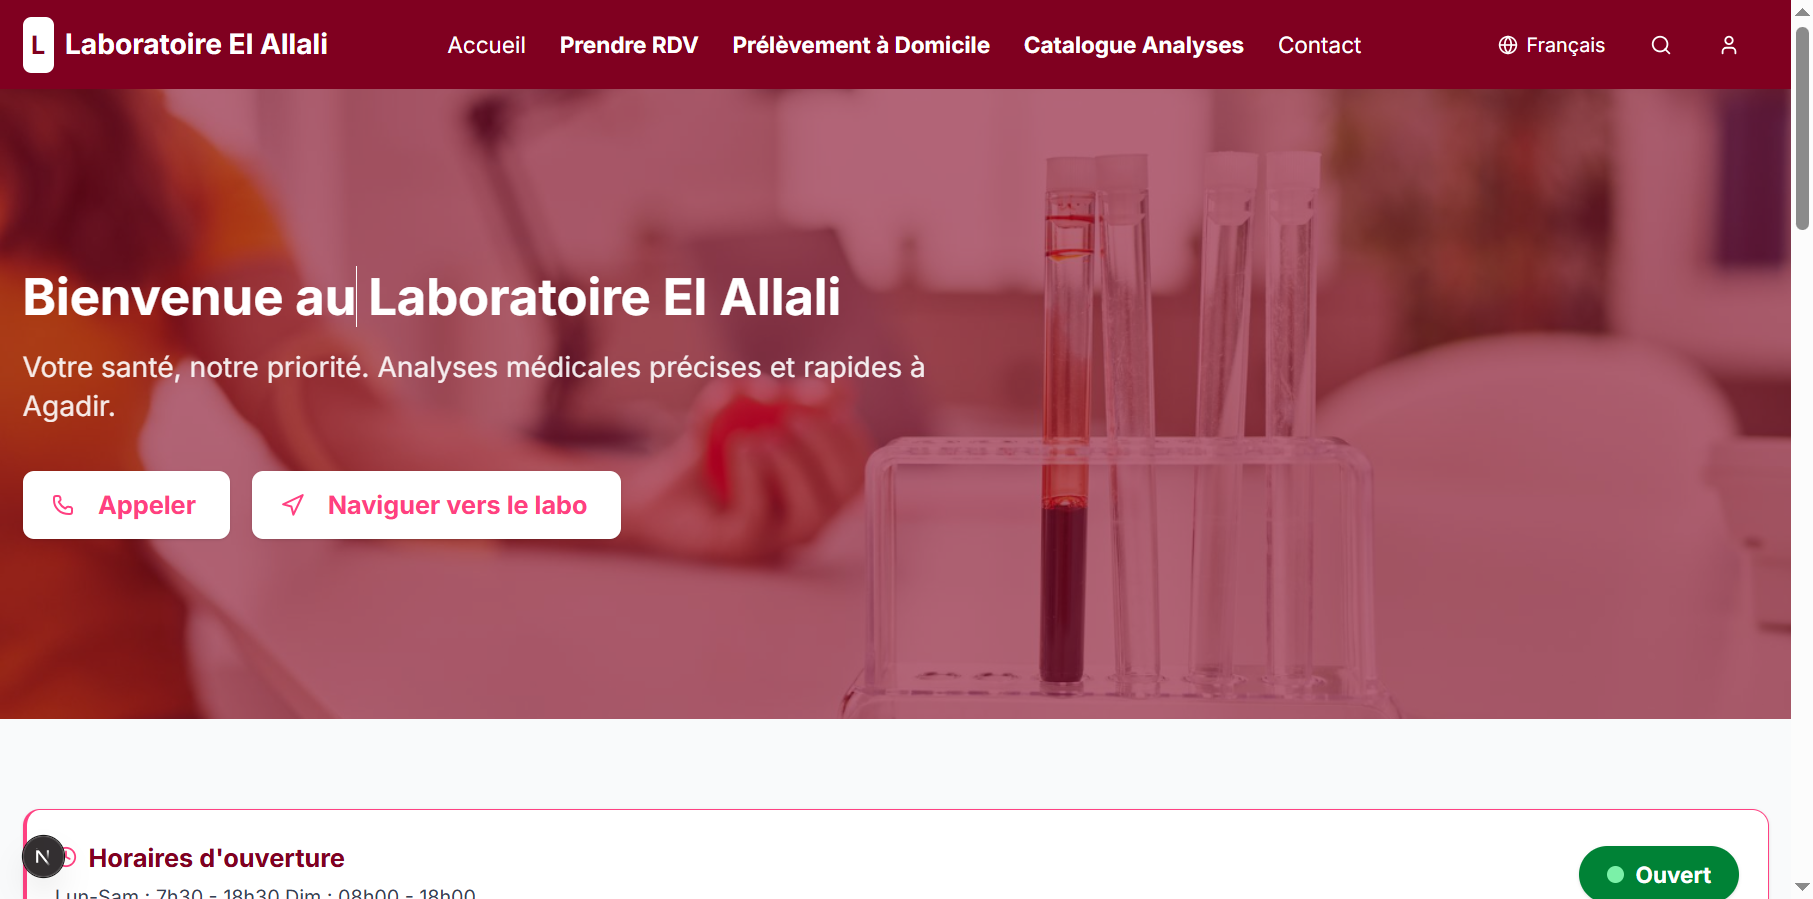 L Laboratoire El Allali
Accueil Prendre RDV Prélèvement à Domicile Catalogue Analyses Contact
Français
Bienvenue au Laboratoire El Allali
Votre santé, notre priorité. Analyses médicales précises et rapides à
Agadir.
Appeler
Naviguer vers le labo
N
Horaires d'ouverture
Lun-Sam : 7h30 - 18h30 Dim : 08h00 - 18h00
Ouvert